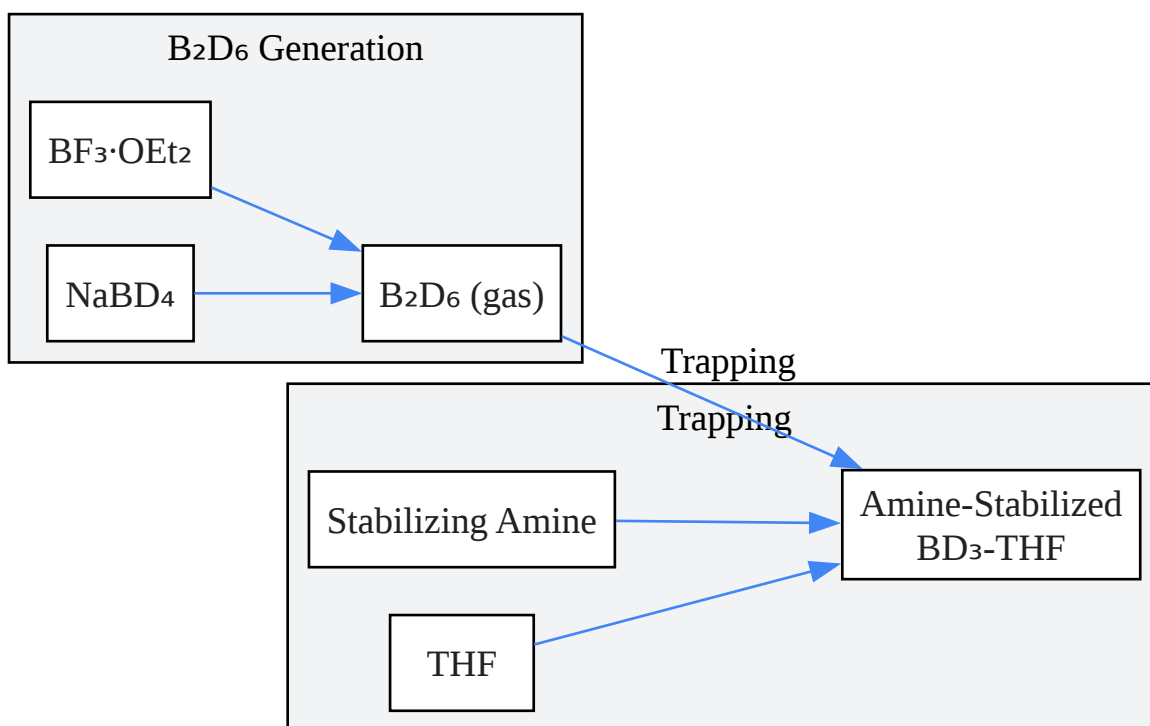 B₂D₆ Generation
BF₃·OEt₂
NaBD₄
B₂D₆ (gas)
Trapping
Trapping
Stabilizing Amine
Amine-Stabilized
BD₃-THF
THF